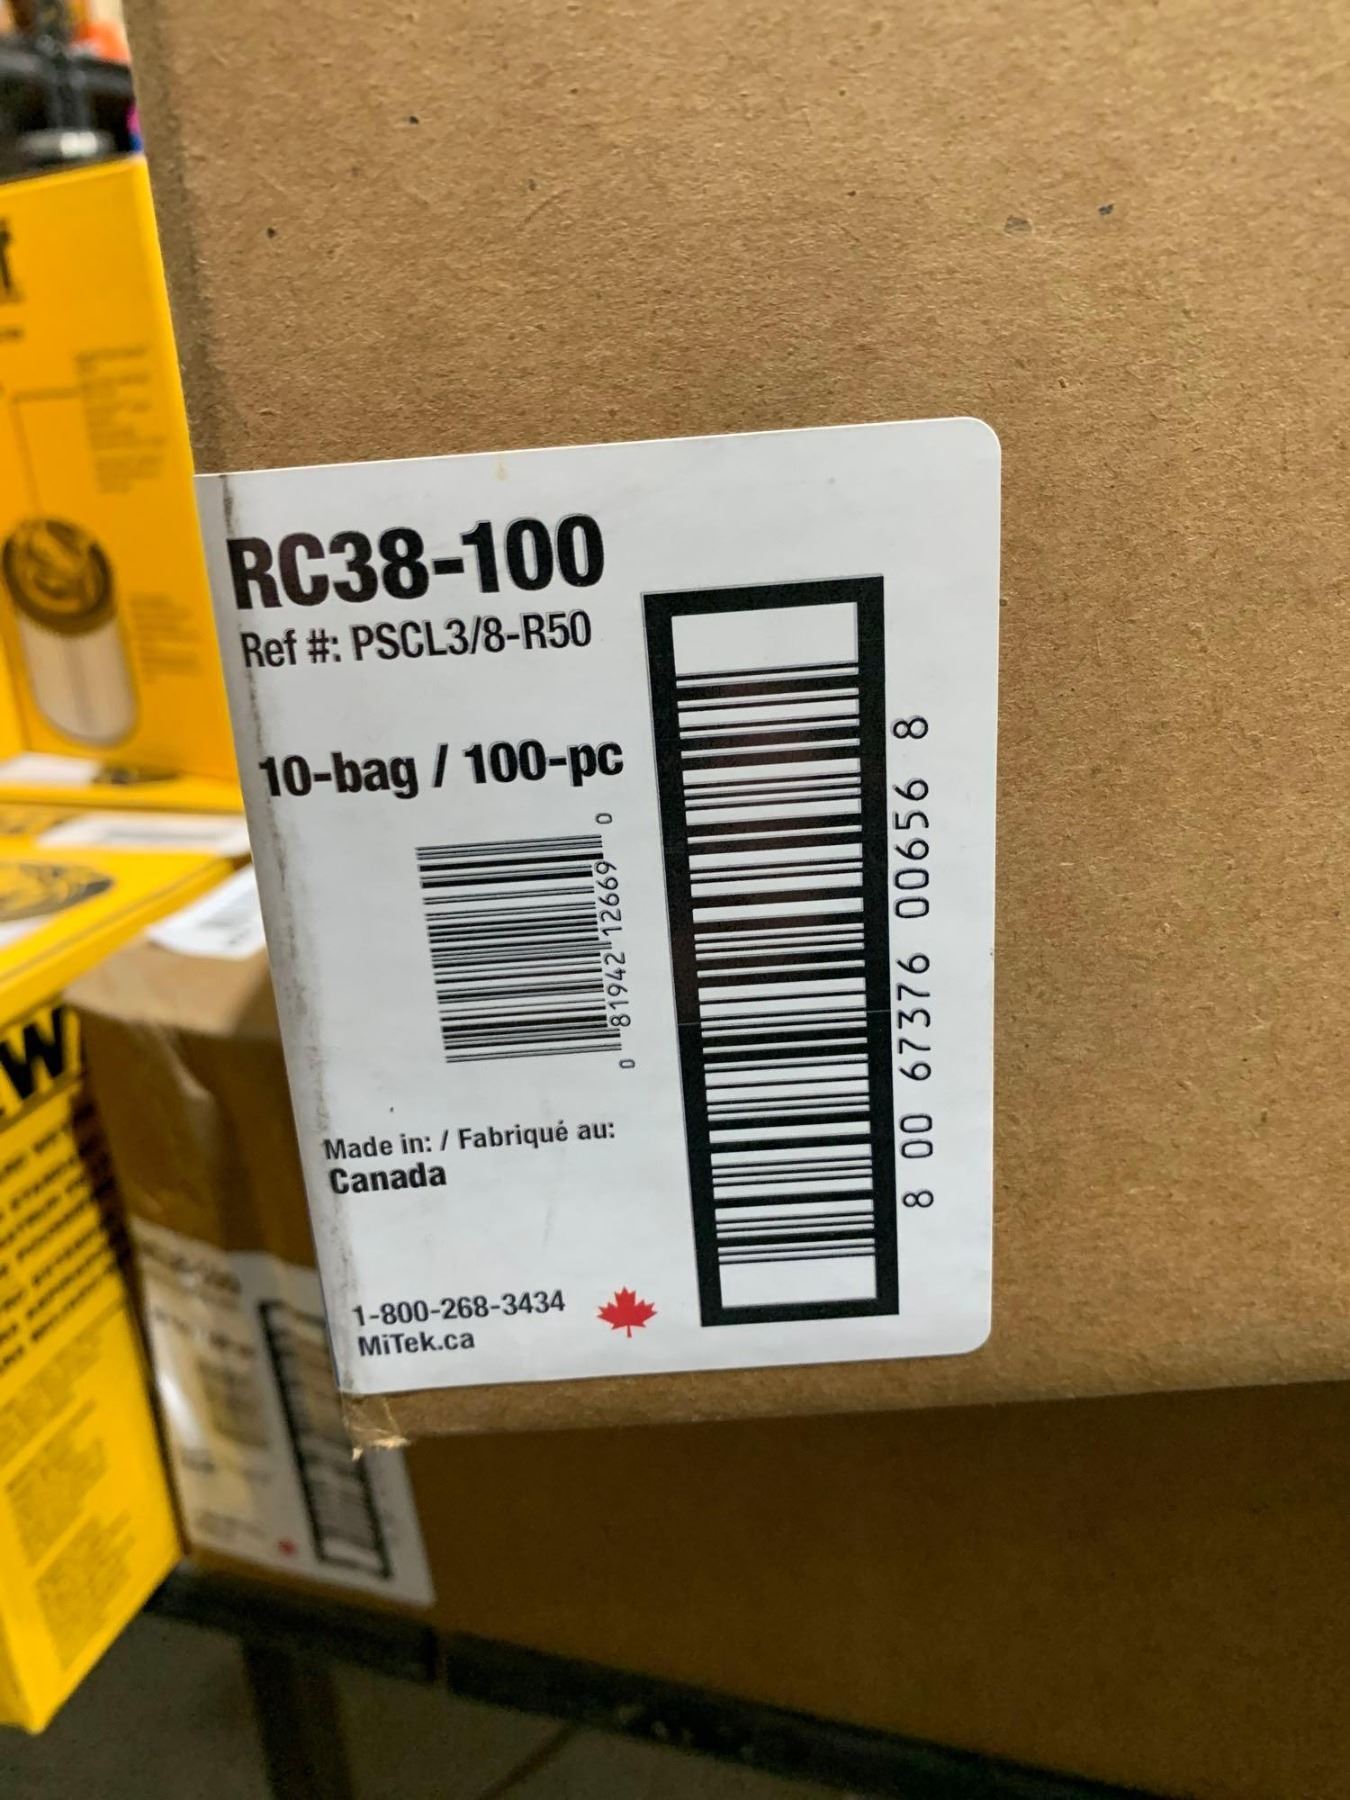 RC38-100
Ref #: PSCL3/8-R50
10-bag / 100-pc
0 81942 12669 0
8 00 67376 00656 8
Made in: / Fabriqué au:
Canada
1-800-268-3434
MiTek.ca